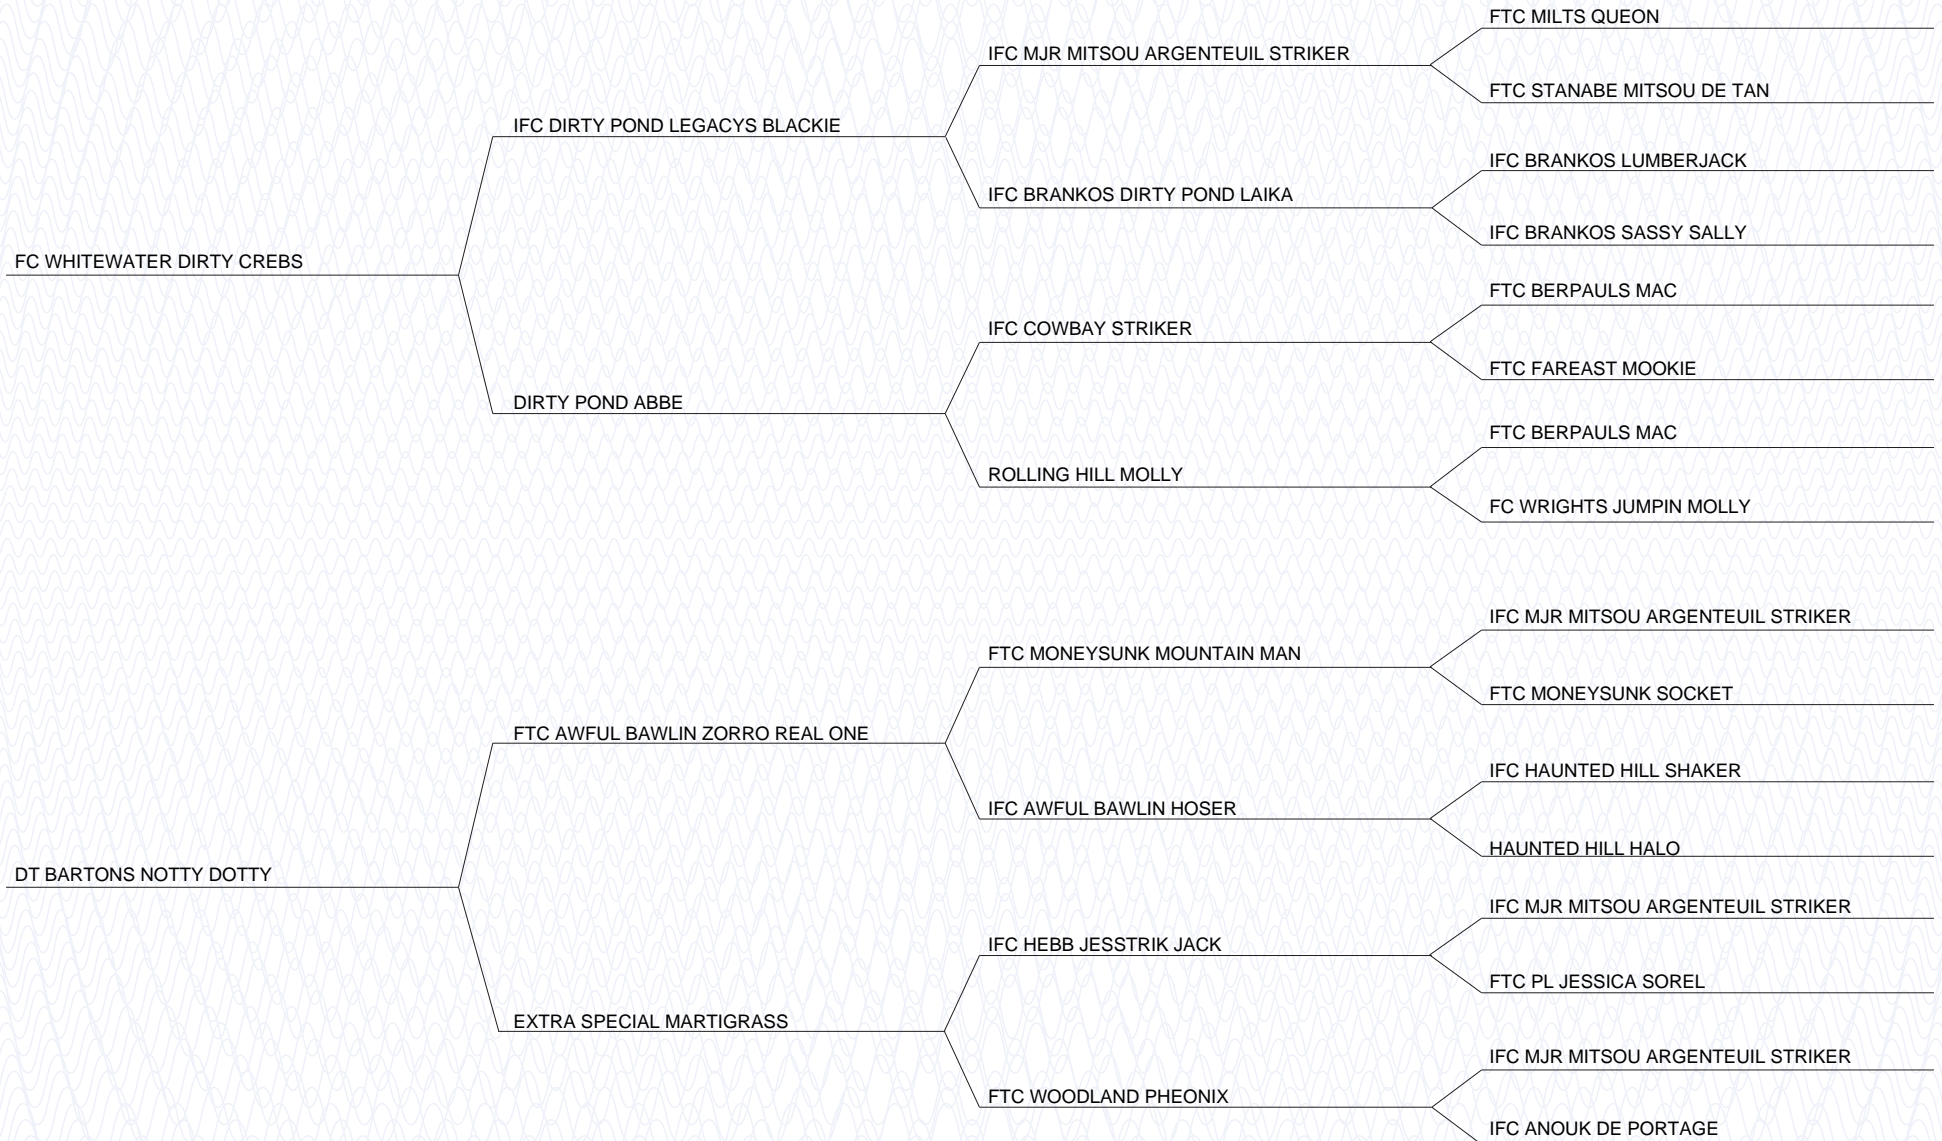 FTC MILTS QUEON
IFC MJR MITSOU ARGENTEUIL STRIKER
FTC STANABE MITSOU DE TAN
IFC DIRTY POND LEGACYS BLACKIE
IFC BRANKOS LUMBERJACK
IFC BRANKOS DIRTY POND LAIKA
IFC BRANKOS SASSY SALLY
FC WHITEWATER DIRTY CREBS
FTC BERPAULS MAC
IFC COWBAY STRIKER
FTC FAREAST MOOKIE
DIRTY POND ABBE
FTC BERPAULS MAC
ROLLING HILL MOLLY
FC WRIGHTS JUMPIN MOLLY
IFC MJR MITSOU ARGENTEUIL STRIKER
FTC MONEYSUNK MOUNTAIN MAN
FTC MONEYSUNK SOCKET
FTC AWFUL BAWLIN ZORRO REAL ONE
IFC HAUNTED HILL SHAKER
IFC AWFUL BAWLIN HOSER
HAUNTED HILL HALO
DT BARTONS NOTTY DOTTY
IFC MJR MITSOU ARGENTEUIL STRIKER
IFC HEBB JESSTRIK JACK
FTC PL JESSICA SOREL
EXTRA SPECIAL MARTIGRASS
IFC MJR MITSOU ARGENTEUIL STRIKER
FTC WOODLAND PHEONIX
IFC ANOUK DE PORTAGE